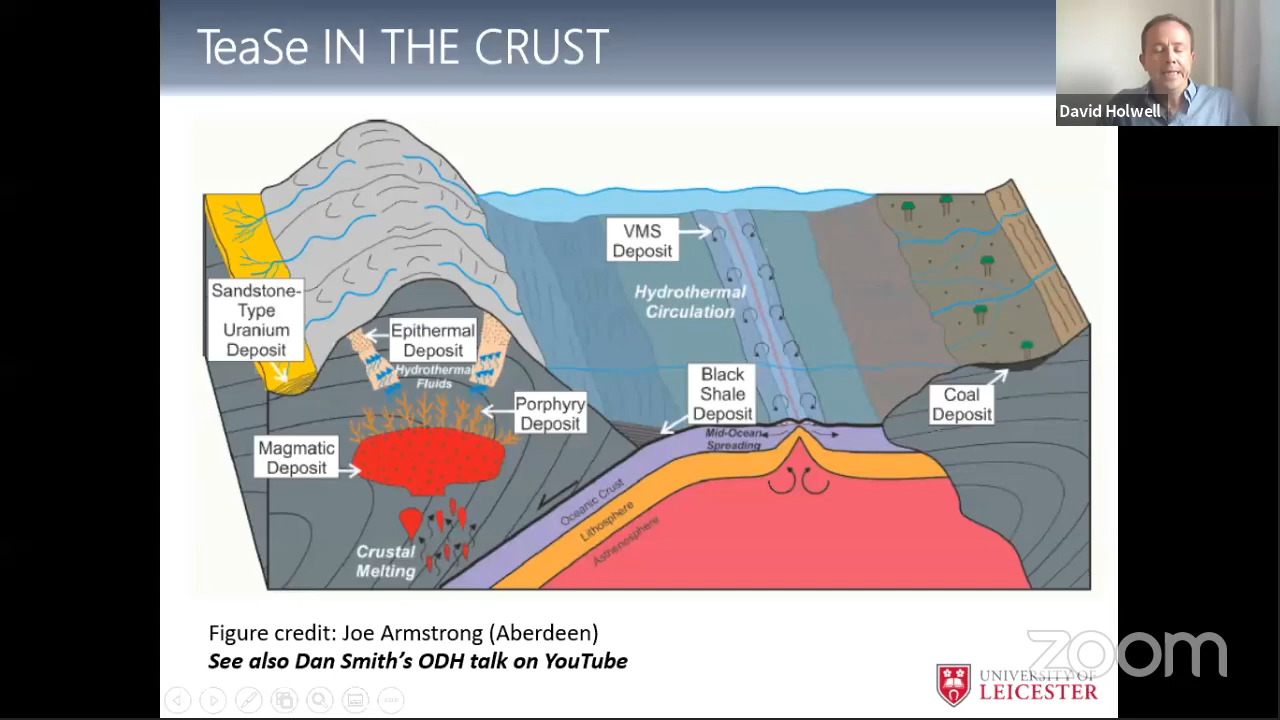 TeaSe IN THE CRUST
David Holwell
VMS
Deposit
Hydrothermal
Circulation
Sandstone-
Type
Uranium
Deposit
Epithermal
Deposit
Hydrothermal
Fluids
Black
Shale
Deposit
Coal
Deposit
Porphyry
Deposit
Mid-Ocean
Spreading
Magmatic
Deposit
Oceanic Crust
Lithosphere
Asthenosphere
Crustal
Melting
Figure credit: Joe Armstrong (Aberdeen)
See also Dan Smith's ODH talk on YouTube
zoom
UNIVERSITY OF
LEICESTER